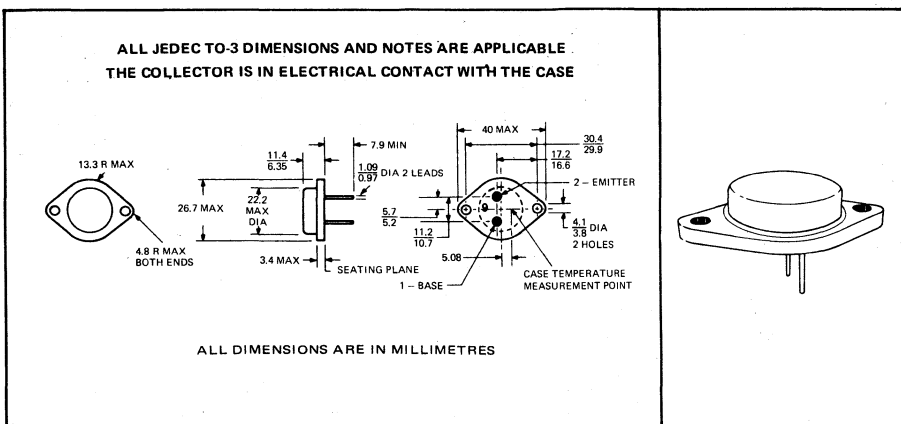 ALL JEDEC TO-3 DIMENSIONS AND NOTES ARE APPLICABLE
THE COLLECTOR IS IN ELECTRICAL CONTACT WITH THE CASE
13.3 R MAX
4.8 R MAX
BOTH ENDS
26.7 MAX
22.2
MAX
DIA
11.4
6.35
7.9 MIN
1.09
0.97
DIA 2 LEADS
3.4 MAX
SEATING PLANE
40 MAX
30.4
29.9
17.2
16.6
2 – EMITTER
5.7
5.2
11.2
10.7
4.1
3.8
DIA
2 HOLES
5.08
1 – BASE
CASE TEMPERATURE
MEASUREMENT POINT
ALL DIMENSIONS ARE IN MILLIMETRES